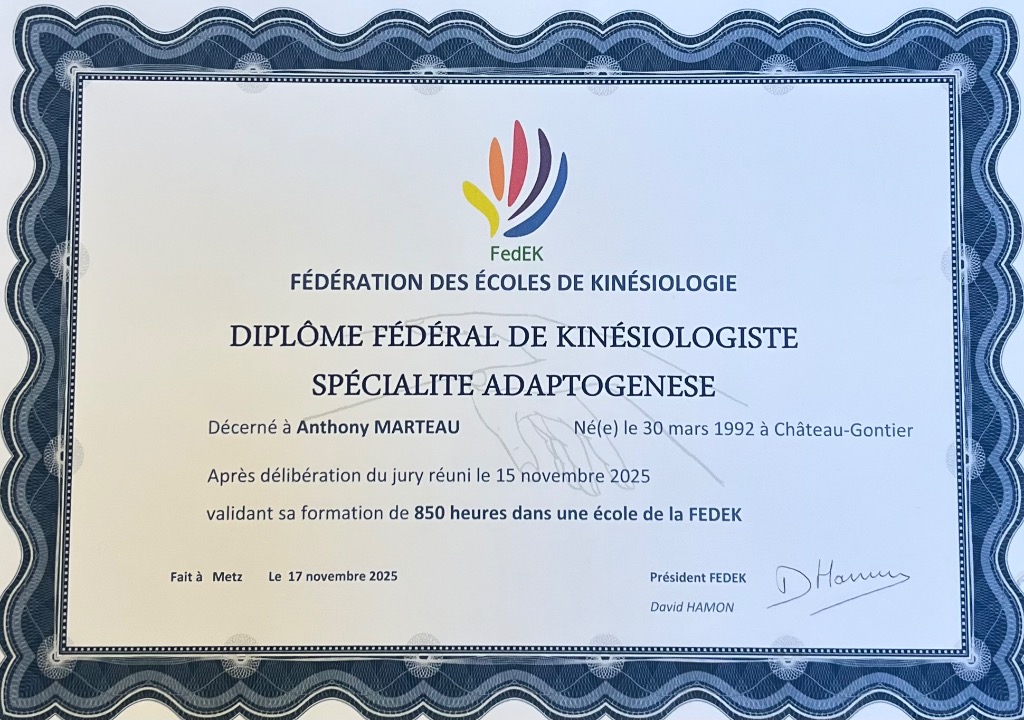 FedEK
FÉDÉRATION DES ÉCOLES DE KINÉSIOLOGIE
DIPLÔME FÉDÉRAL DE KINÉSIOLOGISTE
SPÉCIALITE ADAPTOGENESE
Décerné à Anthony MARTEAU Né(e) le 30 mars 1992 à Château-Gontier
Après délibération du jury réuni le 15 novembre 2025
validant sa formation de 850 heures dans une école de la FEDEK
Fait à Metz Le 17 novembre 2025 Président FEDEK
David HAMON
D Hamon